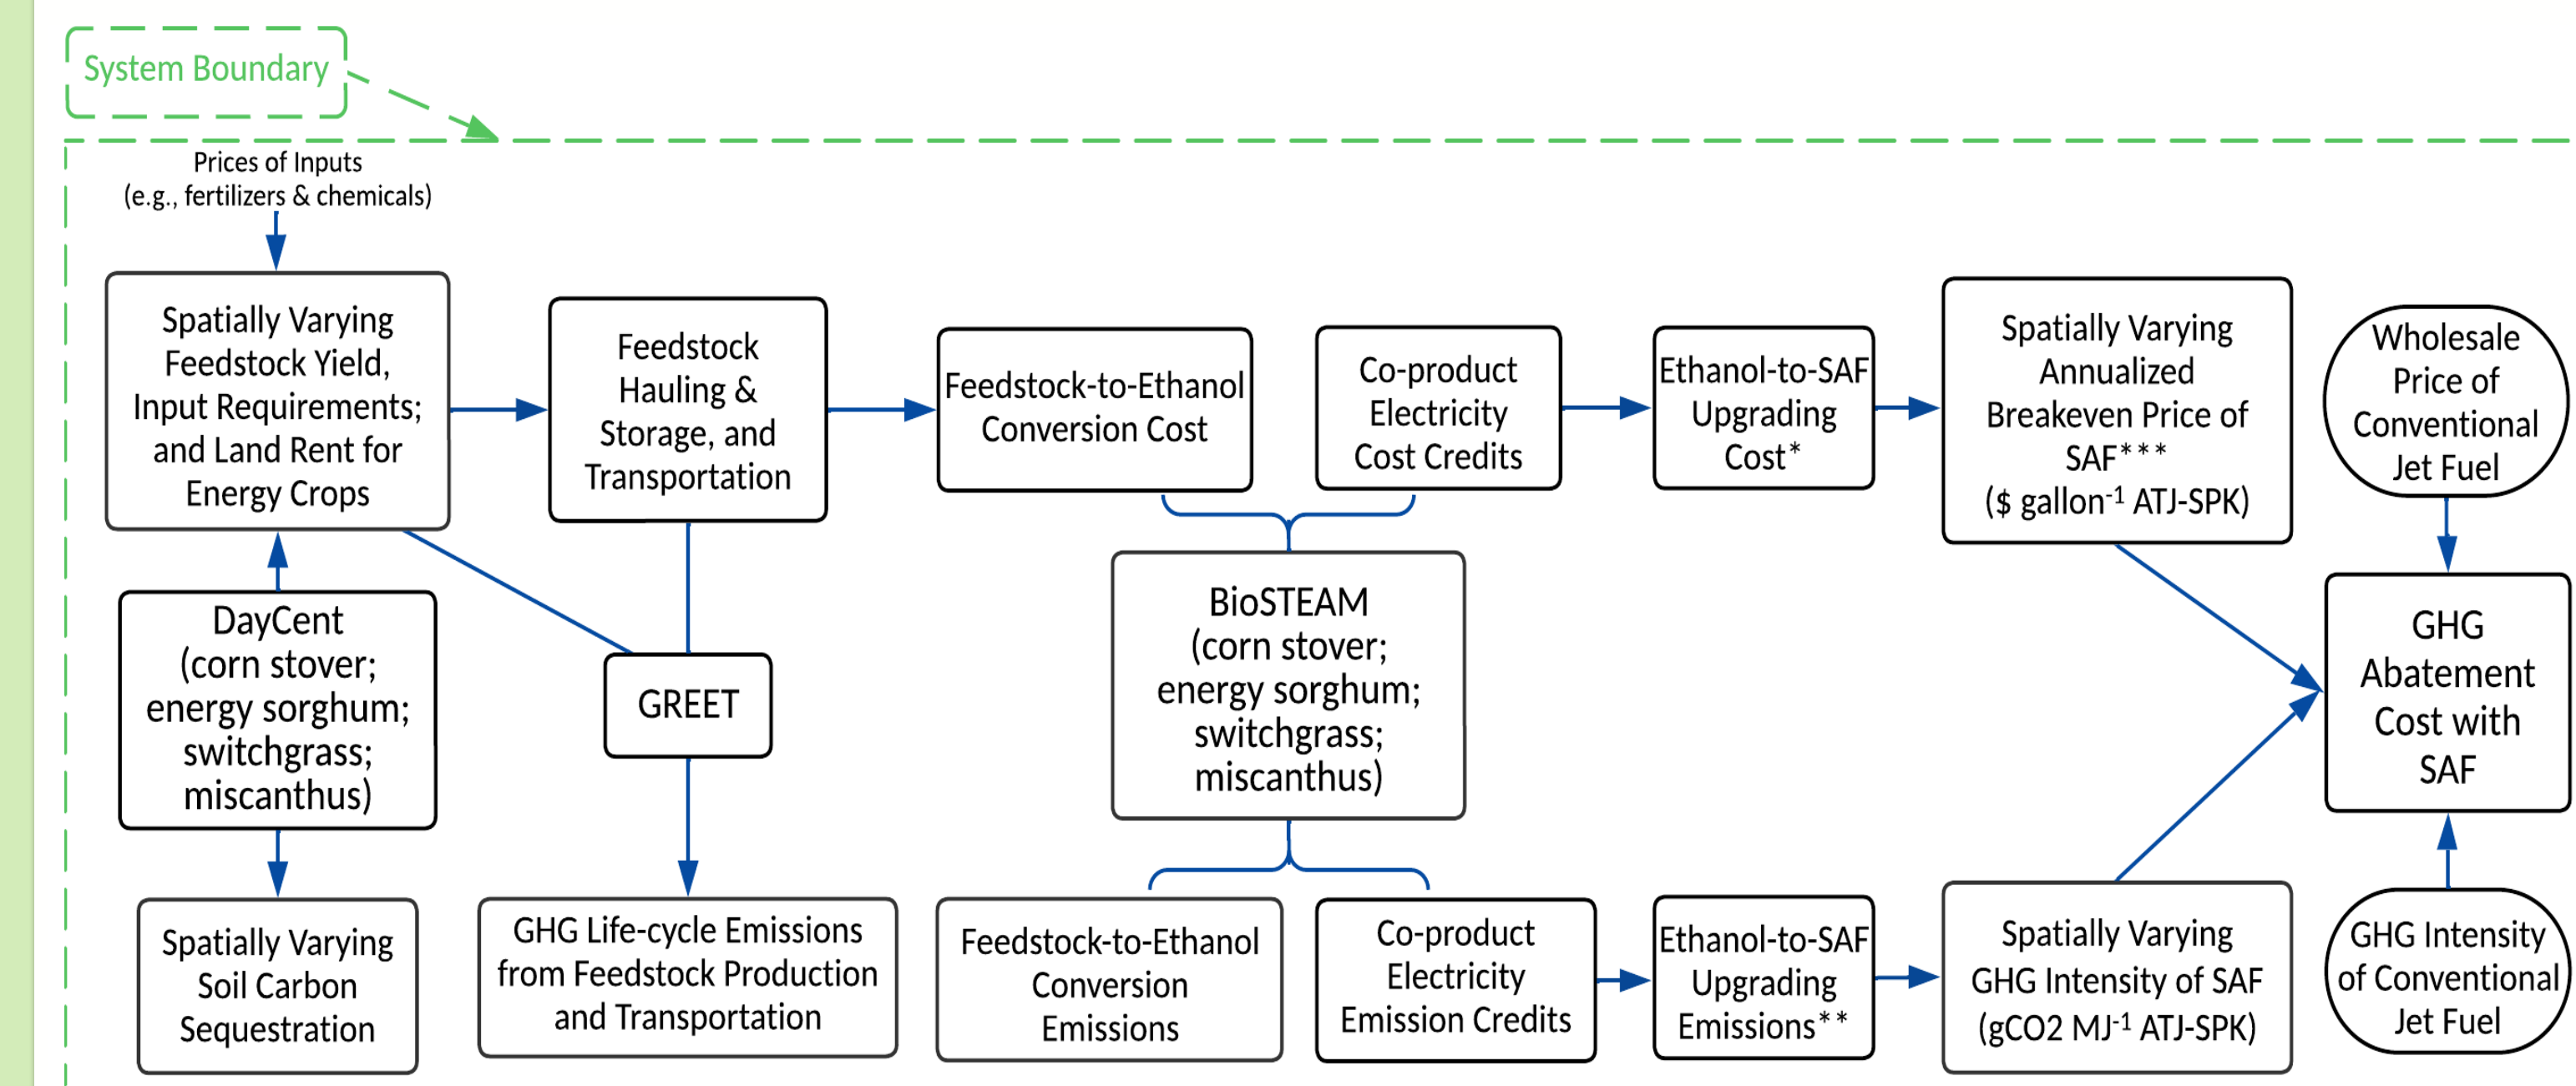 System Boundary
Prices of Inputs
(e.g., fertilizers & chemicals)
Spatially Varying
Feedstock Yield,
Input Requirements;
and Land Rent for
Energy Crops
Feedstock
Hauling &
Storage, and
Transportation
Feedstock-to-Ethanol
Conversion Cost
Co-product
Electricity
Cost Credits
Ethanol-to-SAF
Upgrading
Cost*
Spatially Varying
Annualized
Breakeven Price of
SAF***
($ gallon⁻¹ ATJ-SPK)
Wholesale
Price of
Conventional
Jet Fuel
DayCent
(corn stover;
energy sorghum;
switchgrass;
miscanthus)
GREET
BioSTEAM
(corn stover;
energy sorghum;
switchgrass;
miscanthus)
GHG
Abatement
Cost with
SAF
Spatially Varying
Soil Carbon
Sequestration
GHG Life-cycle Emissions
from Feedstock Production
and Transportation
Feedstock-to-Ethanol
Conversion
Emissions
Co-product
Electricity
Emission Credits
Ethanol-to-SAF
Upgrading
Emissions**
Spatially Varying
GHG Intensity of SAF
(gCO2 MJ⁻¹ ATJ-SPK)
GHG Intensity
of Conventional
Jet Fuel